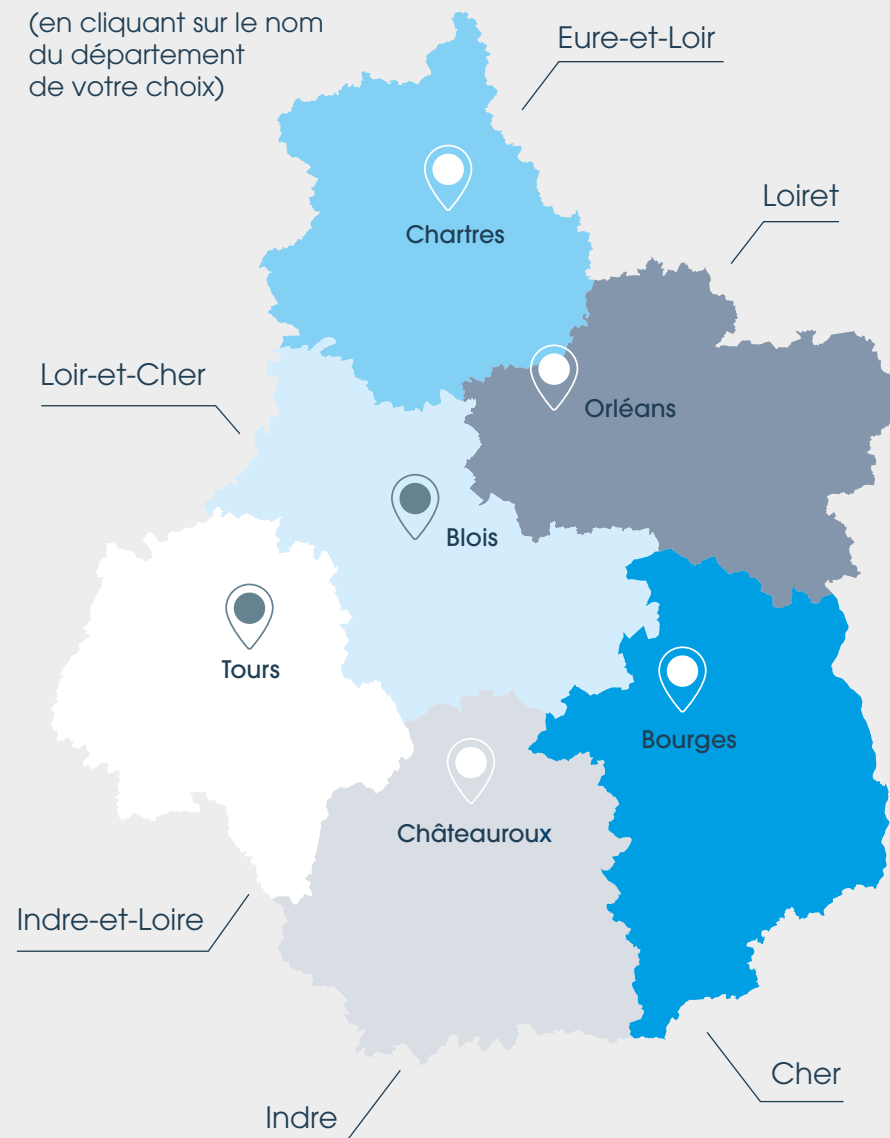 (en cliquant sur le nom
du département
de votre choix)
Eure-et-Loir
Loiret
Chartres
Loir-et-Cher
Orléans
Blois
Tours
Bourges
Châteauroux
Indre-et-Loire
Cher
Indre